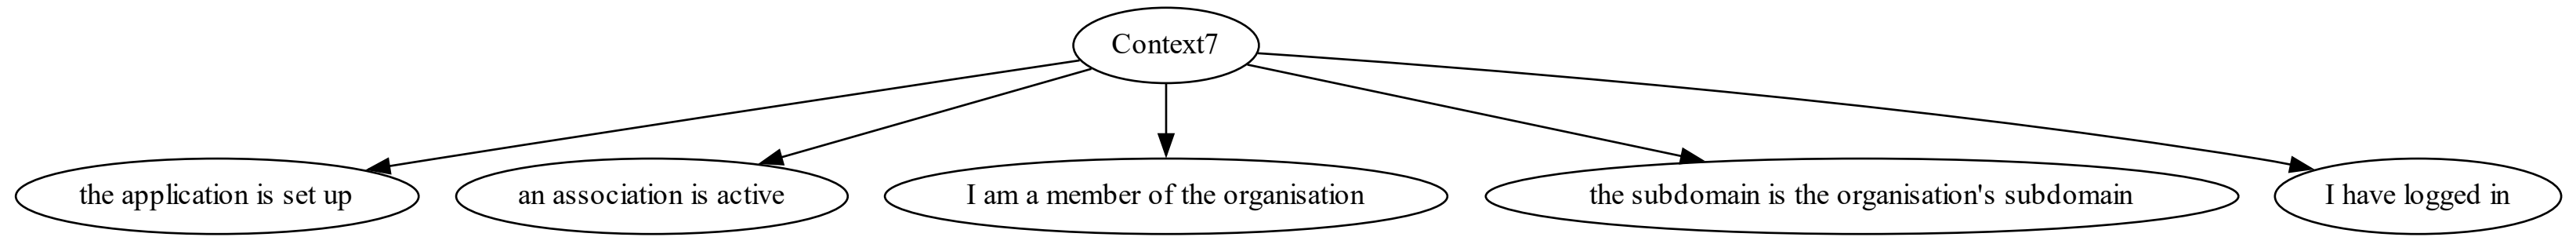 Context7
the application is set up
an association is active
I am a member of the organisation
the subdomain is the organisation's subdomain
I have logged in